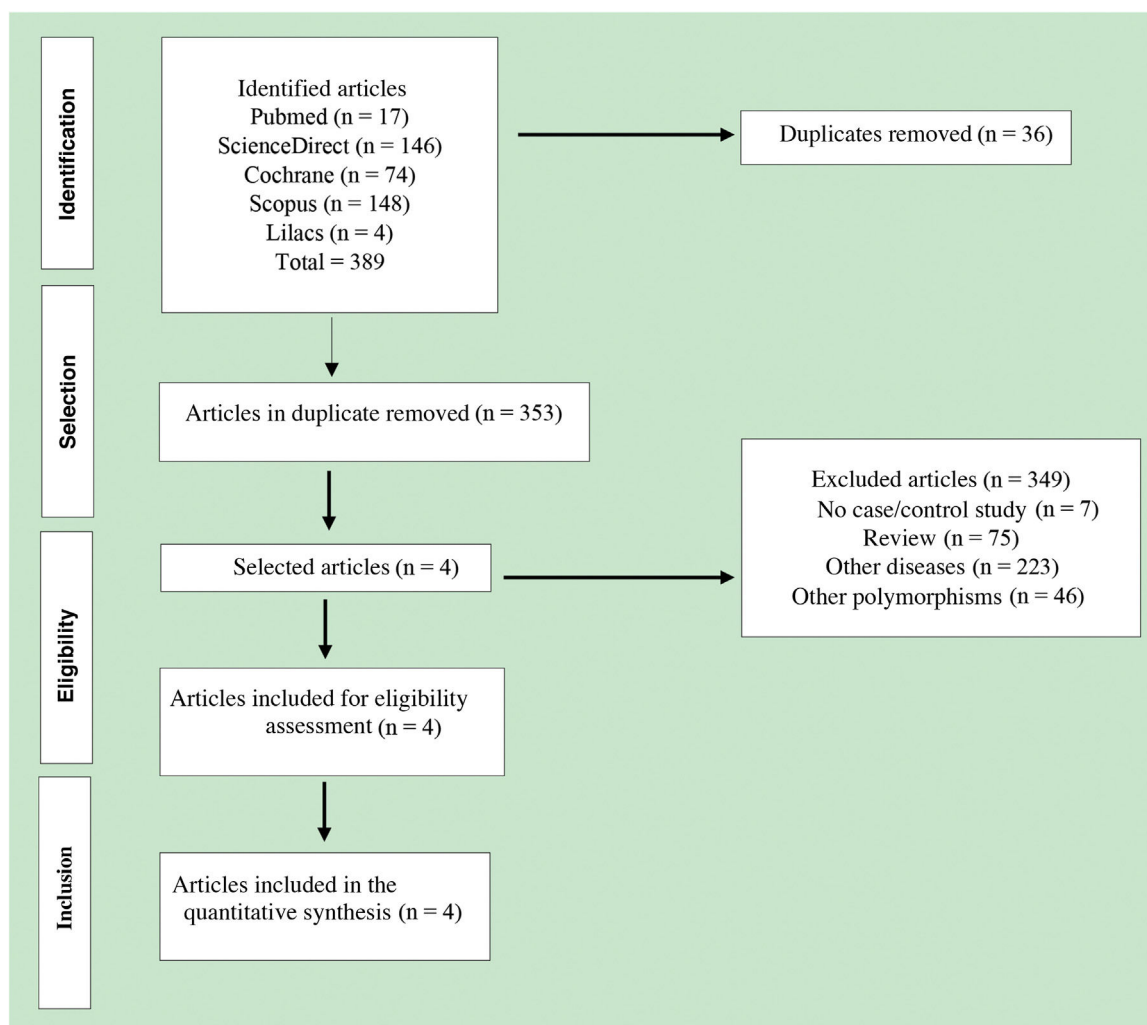 Identification
Identified articles
Pubmed (n = 17)
ScienceDirect (n = 146)
Cochrane (n = 74)
Scopus (n = 148)
Lilacs (n = 4)
Total = 389
Duplicates removed (n = 36)
Selection
Articles in duplicate removed (n = 353)
Excluded articles (n = 349)
No case/control study (n = 7)
Review (n = 75)
Other diseases (n = 223)
Other polymorphisms (n = 46)
Eligibility
Selected articles (n = 4)
Articles included for eligibility
assessment (n = 4)
Inclusion
Articles included in the
quantitative synthesis (n = 4)